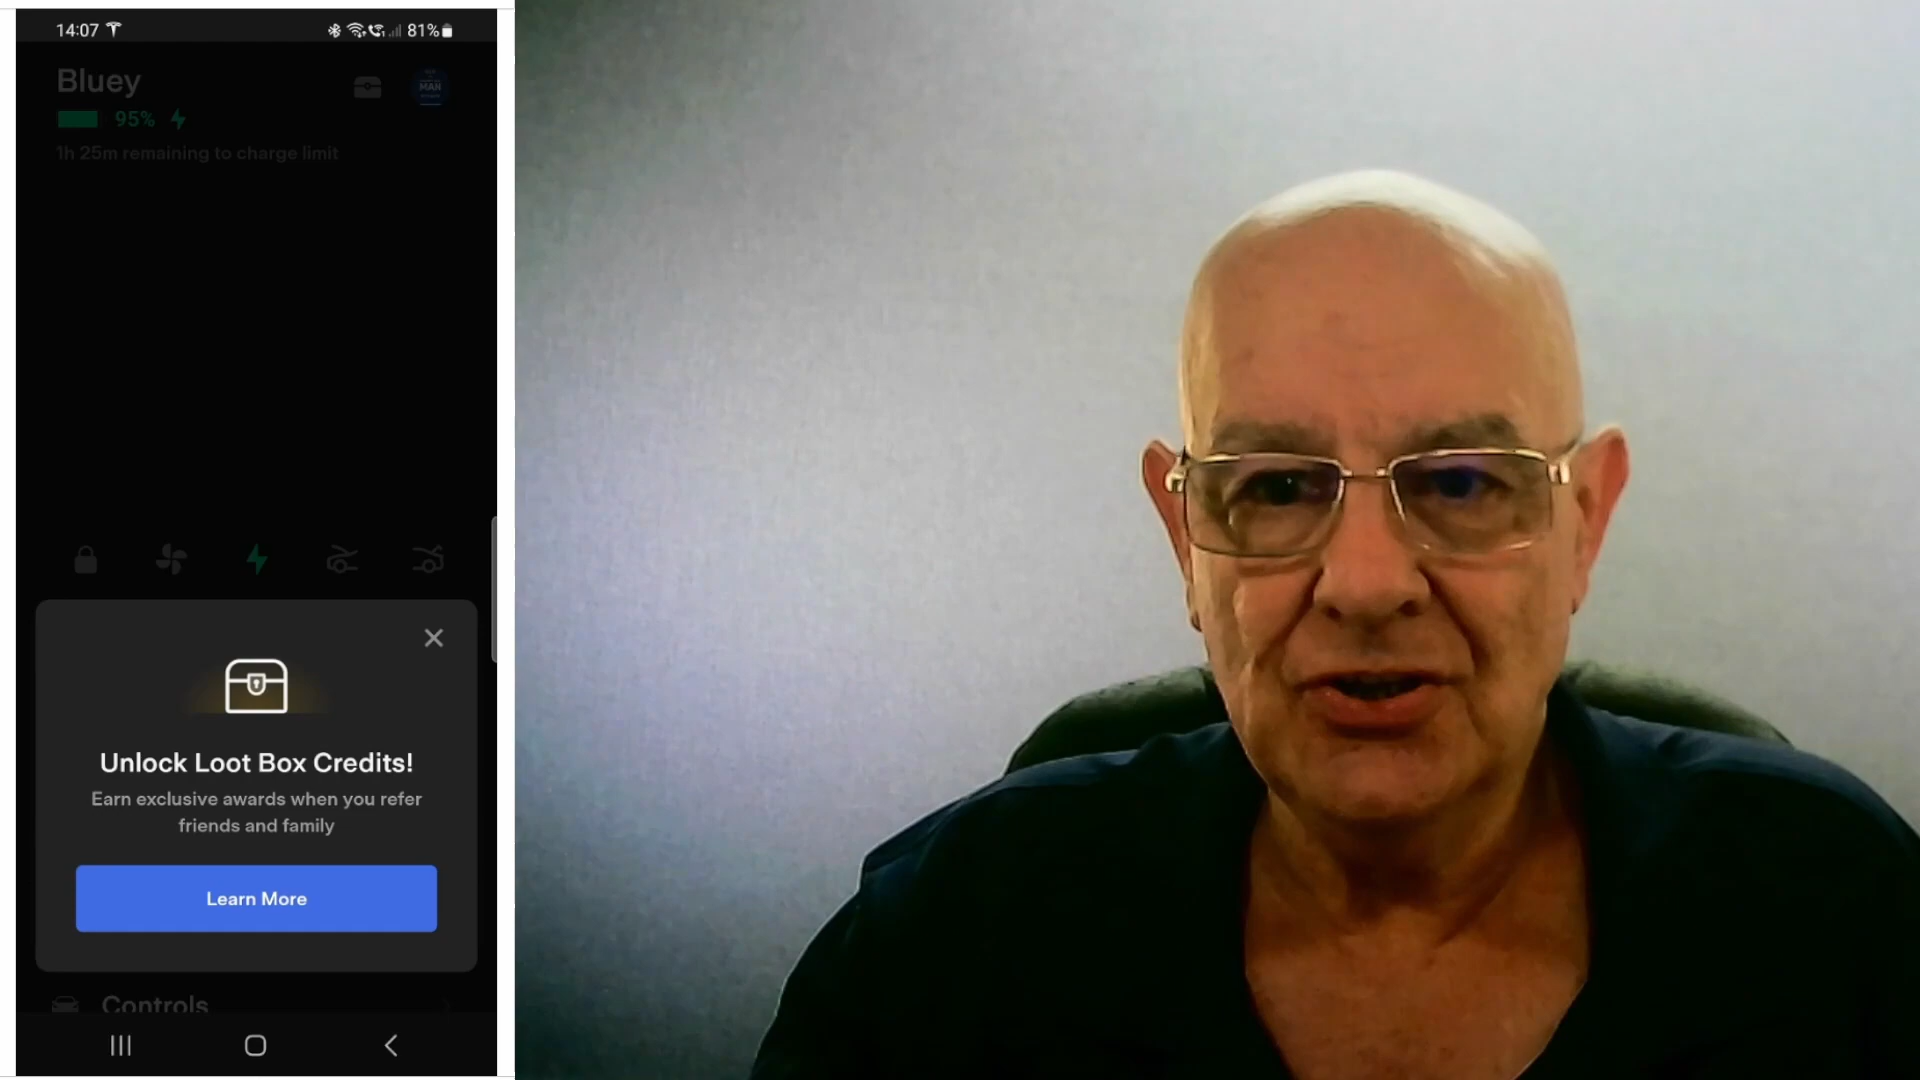 14:07
81%
Bluey
MAN
95%
1h 25m remaining to charge limit
Unlock Loot Box Credits!
Earn exclusive awards when you refer
friends and family
Learn More
Controls